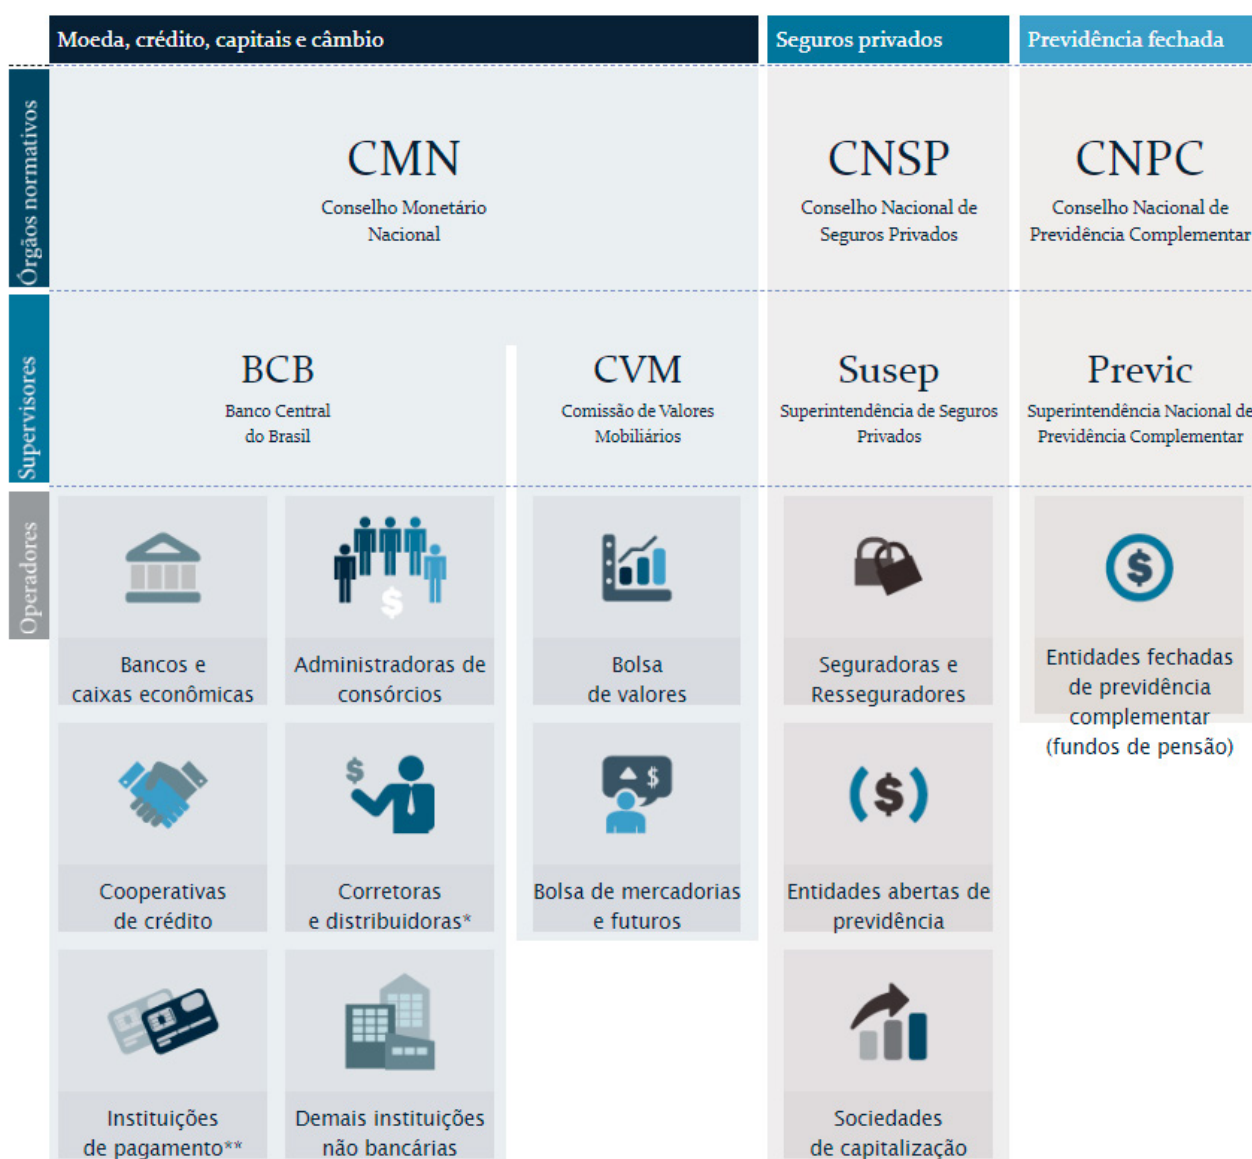 Moeda, crédito, capitais e câmbio
Seguros privados
Previdência fechada
Órgãos normativos
CMN
Conselho Monetário
Nacional
CNSP
Conselho Nacional de
Seguros Privados
CNPC
Conselho Nacional de
Previdência Complementar
Supervisores
BCB
Banco Central
do Brasil
CVM
Comissão de Valores
Mobiliários
Susep
Superintendência de Seguros
Privados
Previc
Superintendência Nacional de
Previdência Complementar
Operadores
Bancos e
caixas econômicas
Administradoras de
consórcios
Bolsa
de valores
Seguradoras e
Resseguradores
Entidades fechadas
de previdência
complementar
(fundos de pensão)
Cooperativas
de crédito
Corretoras
e distribuidoras*
Bolsa de mercadorias
e futuros
Entidades abertas de
previdência
Instituições
de pagamento**
Demais instituições
não bancárias
Sociedades
de capitalização